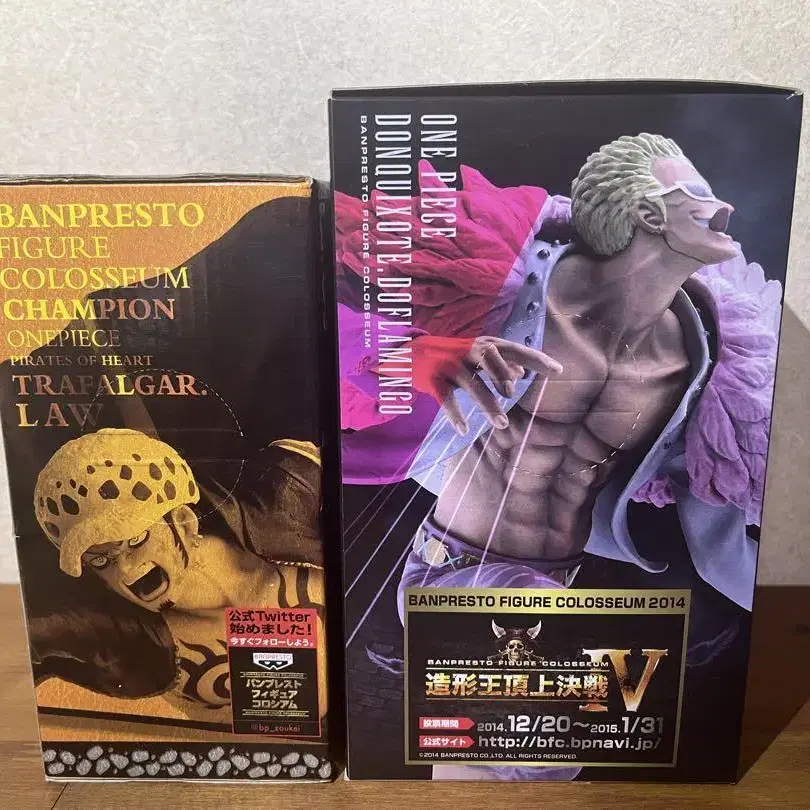 BANPRESTO
FIGURE
COLOSSEUM
CHAMPION
ONEPIECE
PIRATES OF HEART
TRAFALGAR.
LAW
公式Twitter
始めました!
今すぐフォローしよう。
BANPRESTO
バンプレスト
フィギュア
コロシアム
@bp_zoukei
ONE PIECE
DONQUIXOTE.DOFLAMINGO
BANPRESTO FIGURE COLOSSEUM
BANPRESTO FIGURE COLOSSEUM 2014
BANPRESTO FIGURE COLOSSEUM
造形王頂上決戦 IV
投票期間 2014.12/20〜2015.1/31
公式サイト http://bfc.bpnavi.jp/
©2014 BANPRESTO CO.,LTD. ALL RIGHTS RESERVED.